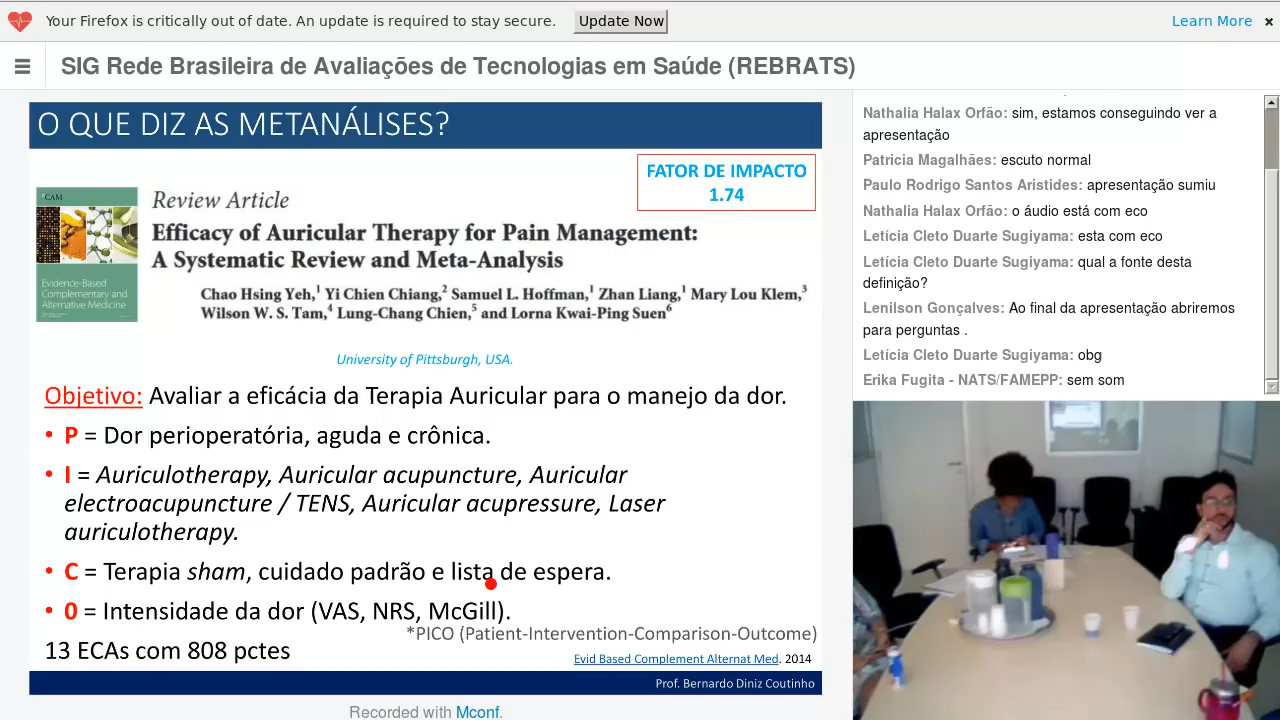 Your Firefox is critically out of date. An update is required to stay secure.
Update Now
Learn More
×
SIG Rede Brasileira de Avaliações de Tecnologias em Saúde (REBRATS)
O QUE DIZ AS METANÁLISES?
FATOR DE IMPACTO
1.74
CAM
Evidence-Based
Complementary and
Alternative Medicine
Review Article
Efficacy of Auricular Therapy for Pain Management:
A Systematic Review and Meta-Analysis
Chao Hsing Yeh,1 Yi Chien Chiang,2 Samuel L. Hoffman,1 Zhan Liang,1 Mary Lou Klem,3
Wilson W. S. Tam,4 Lung-Chang Chien,5 and Lorna Kwai-Ping Suen6
University of Pittsburgh, USA.
Objetivo: Avaliar a eficácia da Terapia Auricular para o manejo da dor.
• P = Dor perioperatória, aguda e crônica.
• I = Auriculotherapy, Auricular acupuncture, Auricular
electroacupuncture / TENS, Auricular acupressure, Laser
auriculotherapy.
• C = Terapia sham, cuidado padrão e lista de espera.
• 0 = Intensidade da dor (VAS, NRS, McGill).
*PICO (Patient-Intervention-Comparison-Outcome)
13 ECAs com 808 pctes
Evid Based Complement Alternat Med. 2014
Prof. Bernardo Diniz Coutinho
Recorded with Mconf.
Nathalia Halax Orfão: sim, estamos conseguindo ver a
apresentação
Patricia Magalhães: escuto normal
Paulo Rodrigo Santos Aristides: apresentação sumiu
Nathalia Halax Orfão: o áudio está com eco
Letícia Cleto Duarte Sugiyama: esta com eco
Letícia Cleto Duarte Sugiyama: qual a fonte desta
definição?
Lenilson Gonçalves: Ao final da apresentação abriremos
para perguntas .
Letícia Cleto Duarte Sugiyama: obg
Erika Fugita - NATS/FAMEPP: sem som